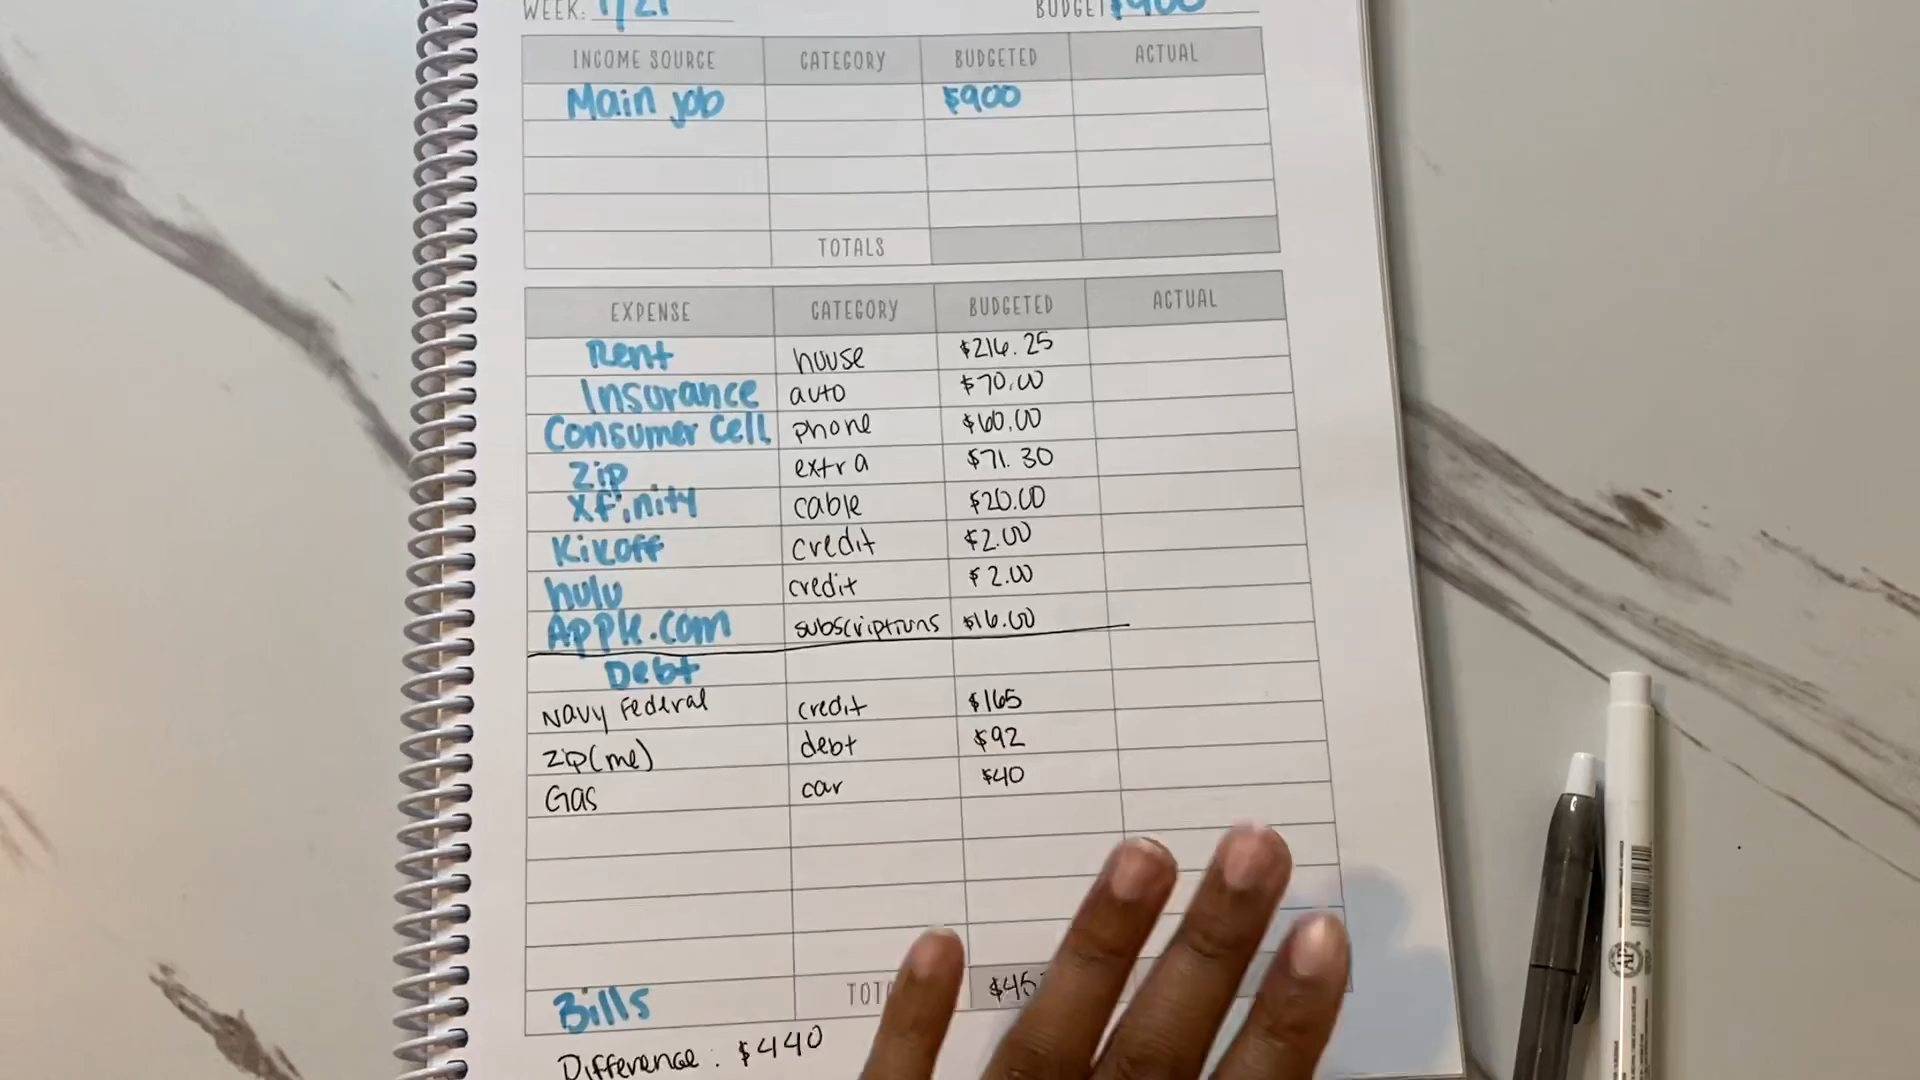 WEEK: 1/21 BUDGET $900
INCOME SOURCE CATEGORY BUDGETED ACTUAL
Main job $900
TOTALS
EXPENSE CATEGORY BUDGETED ACTUAL
Rent house $216.25
Insurance auto $70.00
Consumer Cell phone $60.00
Zip extra $71.30
Xfinity cable $20.00
Kikoff credit $2.00
hulu credit $2.00
Apple.com subscriptions $16.00
Debt
Navy Federal credit $165
Zip(me) debt $92
Gas car $40
Bills
Difference: $440